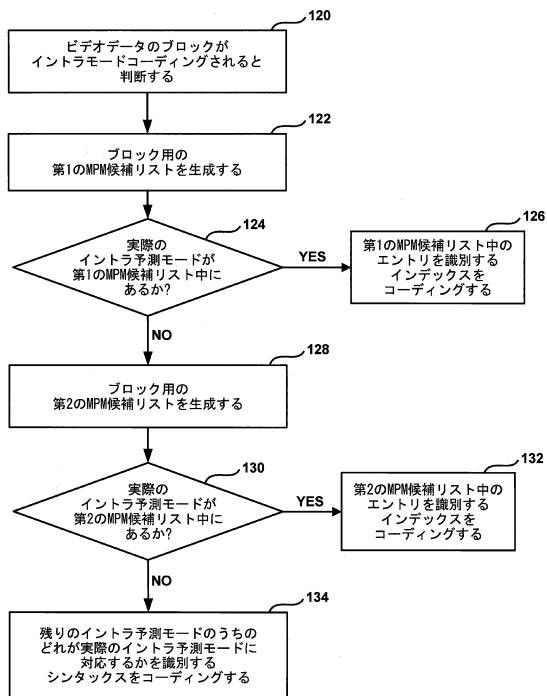 120
ビデオデータのブロックが
イントラモードコーディングされると
判断する
122
ブロック用の
第1のMPM候補リストを生成する
124
実際の
イントラ予測モードが
第1のMPM候補リスト中に
あるか?
YES
126
第1のMPM候補リスト中の
エントリを識別する
インデックスを
コーディングする
NO
128
ブロック用の
第2のMPM候補リストを生成する
130
実際の
イントラ予測モードが
第2のMPM候補リスト中に
あるか?
YES
132
第2のMPM候補リスト中の
エントリを識別する
インデックスを
コーディングする
NO
134
残りのイントラ予測モードのうちの
どれが実際のイントラ予測モードに
対応するかを識別する
シンタックスをコーディングする